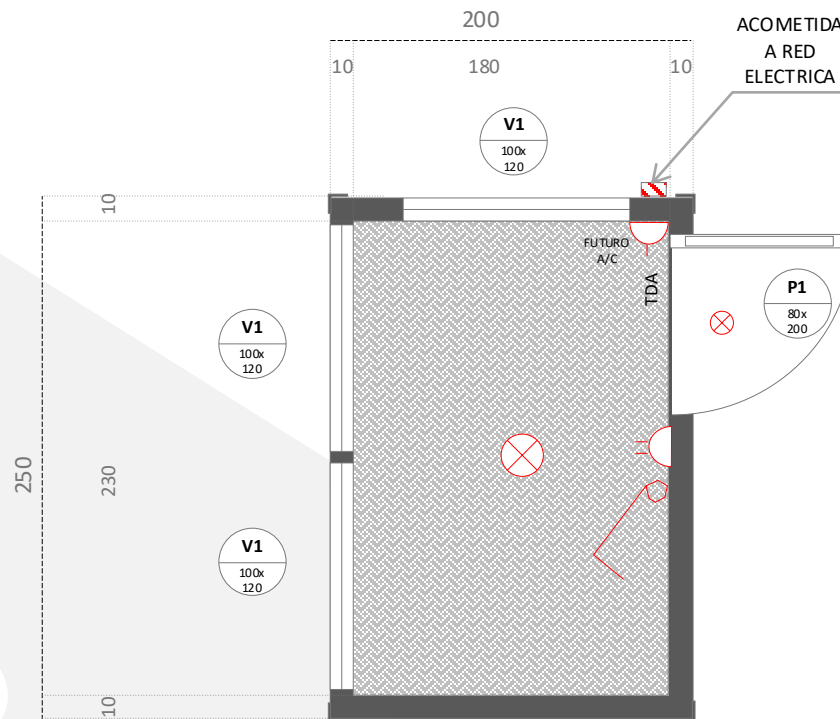 200
ACOMETIDA
A RED
ELECTRICA
10
180
10
V1
100x
120
10
FUTURO
A/C
TDA
P1
80x
200
V1
100x
120
250
230
V1
100x
120
10